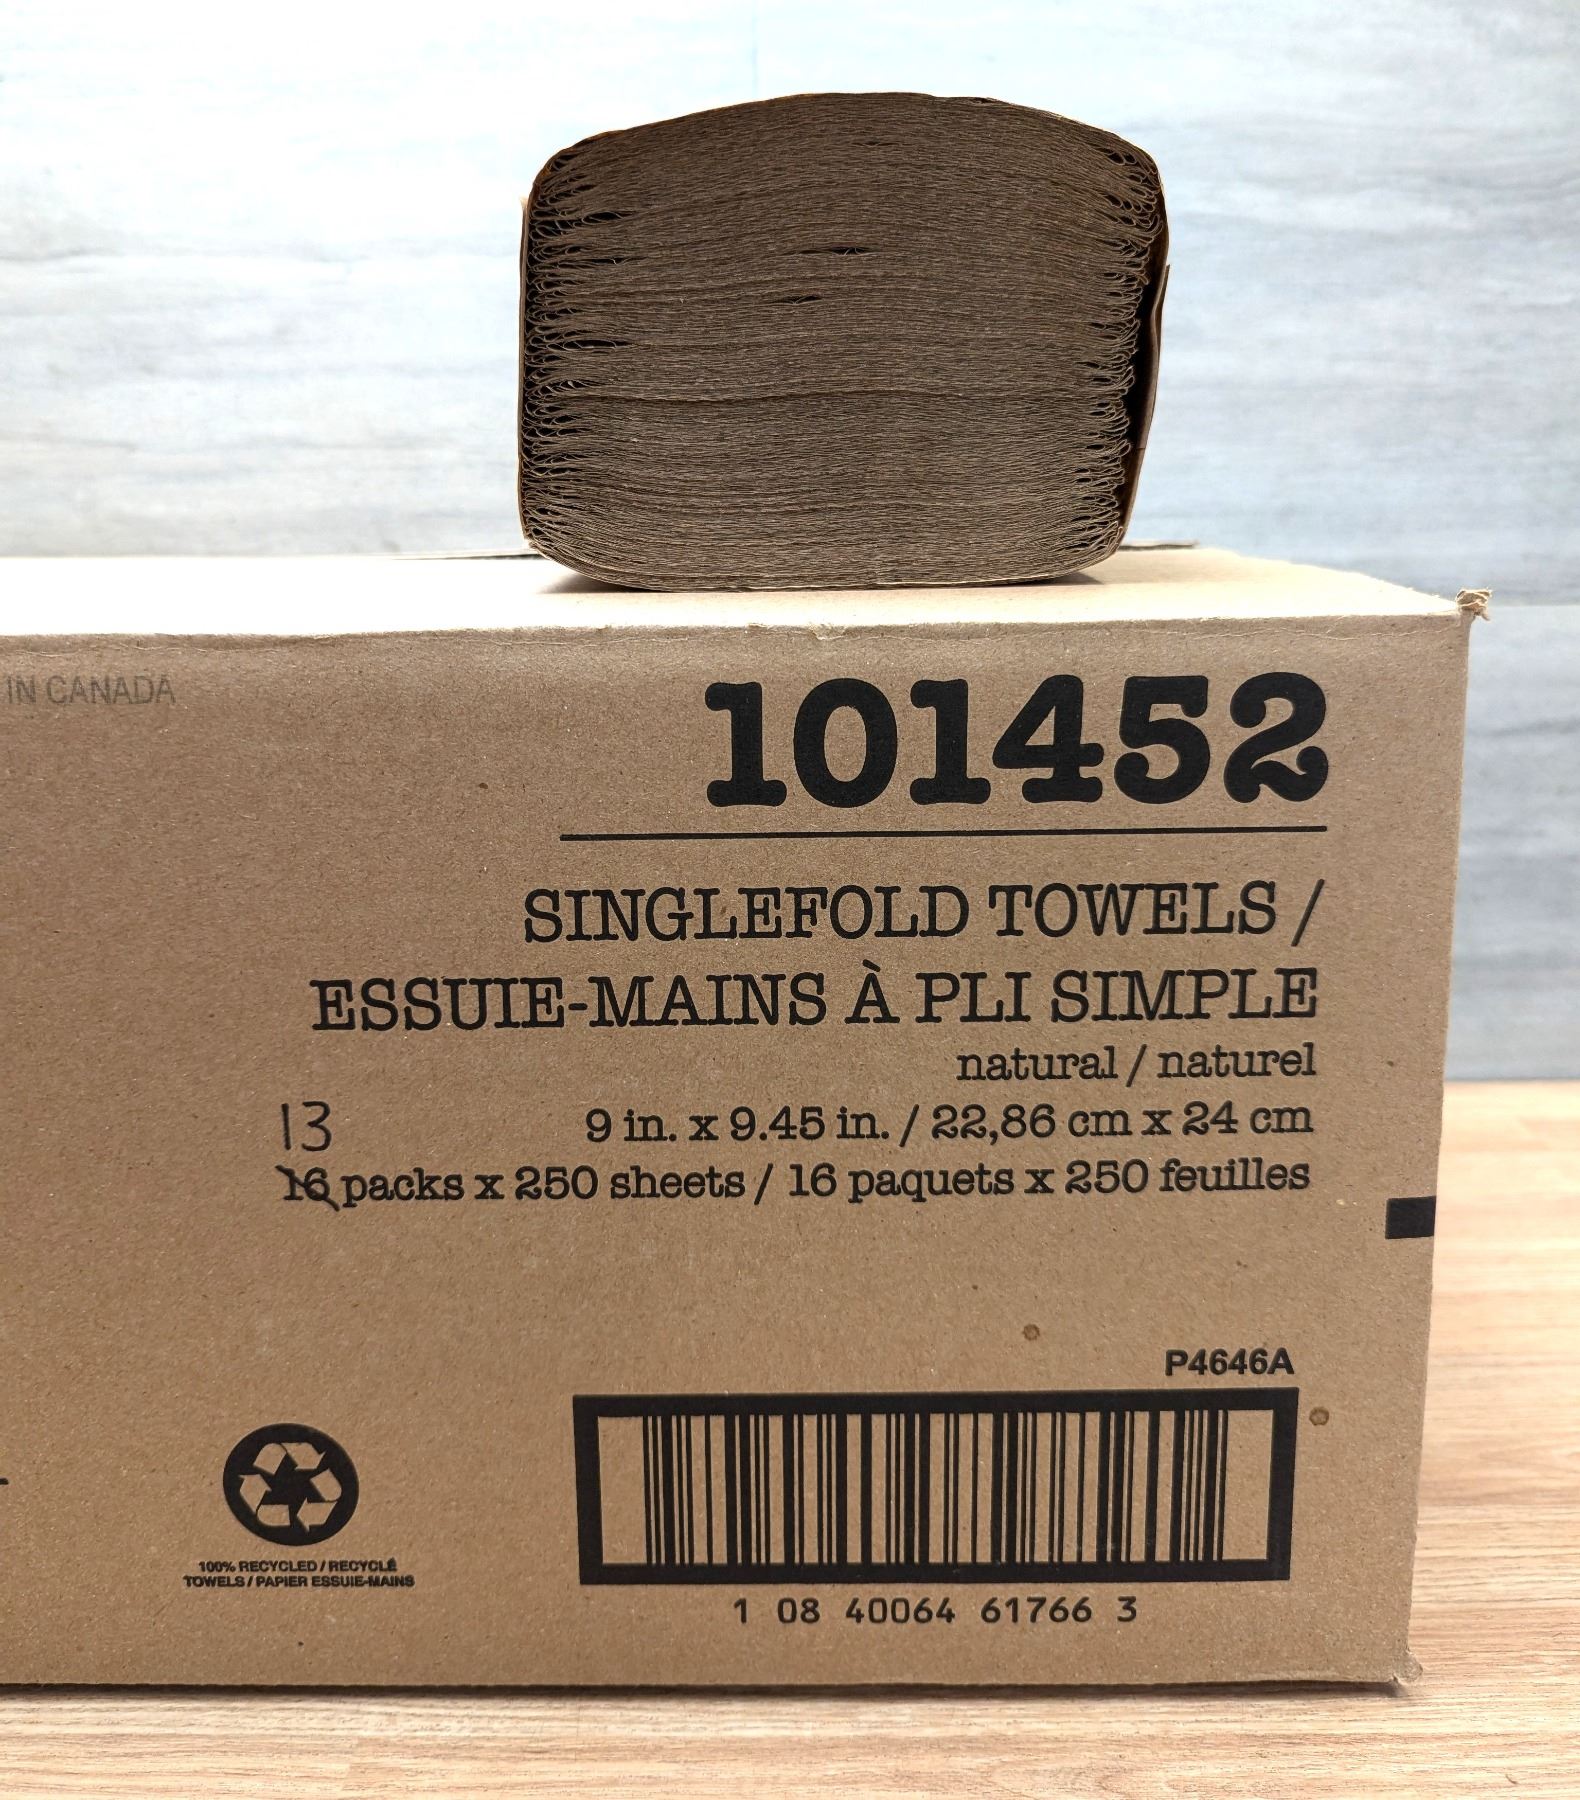 IN CANADA
101452
SINGLEFOLD TOWELS /
ESSUIE-MAINS À PLI SIMPLE
natural / naturel
9 in. x 9.45 in. / 22,86 cm x 24 cm
13
16 packs x 250 sheets / 16 paquets x 250 feuilles
P4646A
100% RECYCLED / RECYCLÉ
TOWELS / PAPIER ESSUIE-MAINS
1 08 40064 61766 3